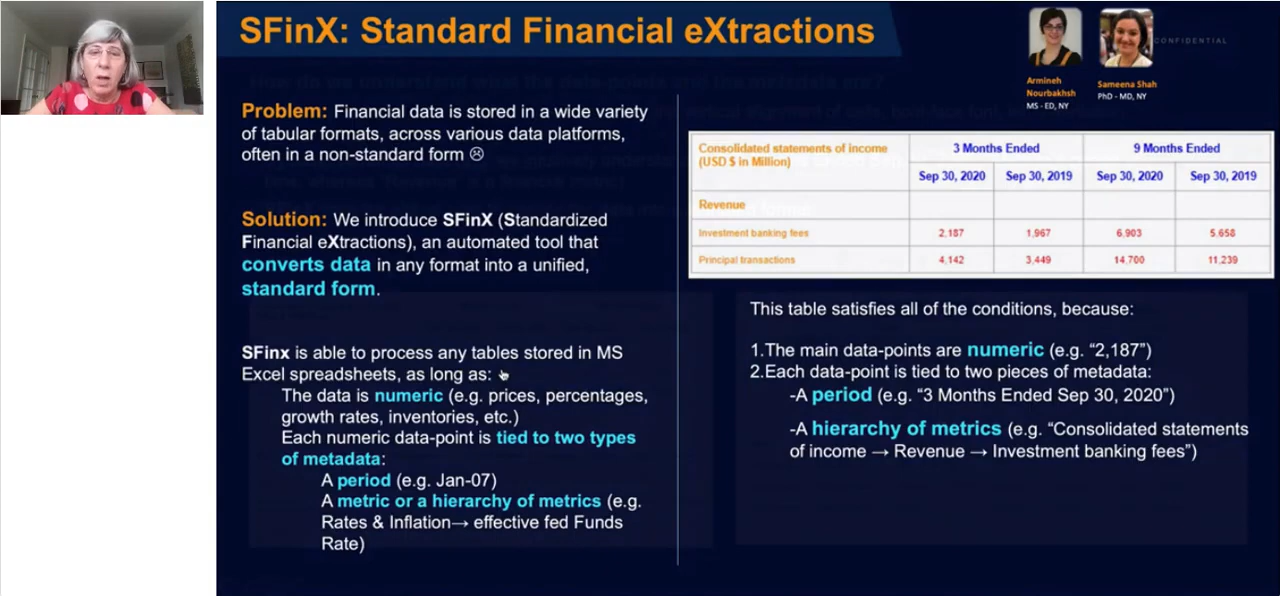 SFinX: Standard Financial eXtractions
CONFIDENTIAL
Armineh
Nourbakhsh
MS - ED, NY
Sameena Shah
PhD - MD, NY
Problem: Financial data is stored in a wide variety
of tabular formats, across various data platforms,
often in a non-standard form ☹
Solution: We introduce SFinX (Standardized
Financial eXtractions), an automated tool that
converts data in any format into a unified,
standard form.
SFinx is able to process any tables stored in MS
Excel spreadsheets, as long as:
The data is numeric (e.g. prices, percentages,
growth rates, inventories, etc.)
Each numeric data-point is tied to two types
of metadata:
A period (e.g. Jan-07)
A metric or a hierarchy of metrics (e.g.
Rates & Inflation→ effective fed Funds
Rate)
Consolidated statements of income
(USD $ in Million)
3 Months Ended 9 Months Ended
Sep 30, 2020 Sep 30, 2019 Sep 30, 2020 Sep 30, 2019
Revenue
Investment banking fees 2,187 1,967 6,903 5,658
Principal transactions 4,142 3,449 14,700 11,239
This table satisfies all of the conditions, because:
1.The main data-points are numeric (e.g. “2,187”)
2.Each data-point is tied to two pieces of metadata:
-A period (e.g. “3 Months Ended Sep 30, 2020”)
-A hierarchy of metrics (e.g. “Consolidated statements
of income → Revenue → Investment banking fees”)